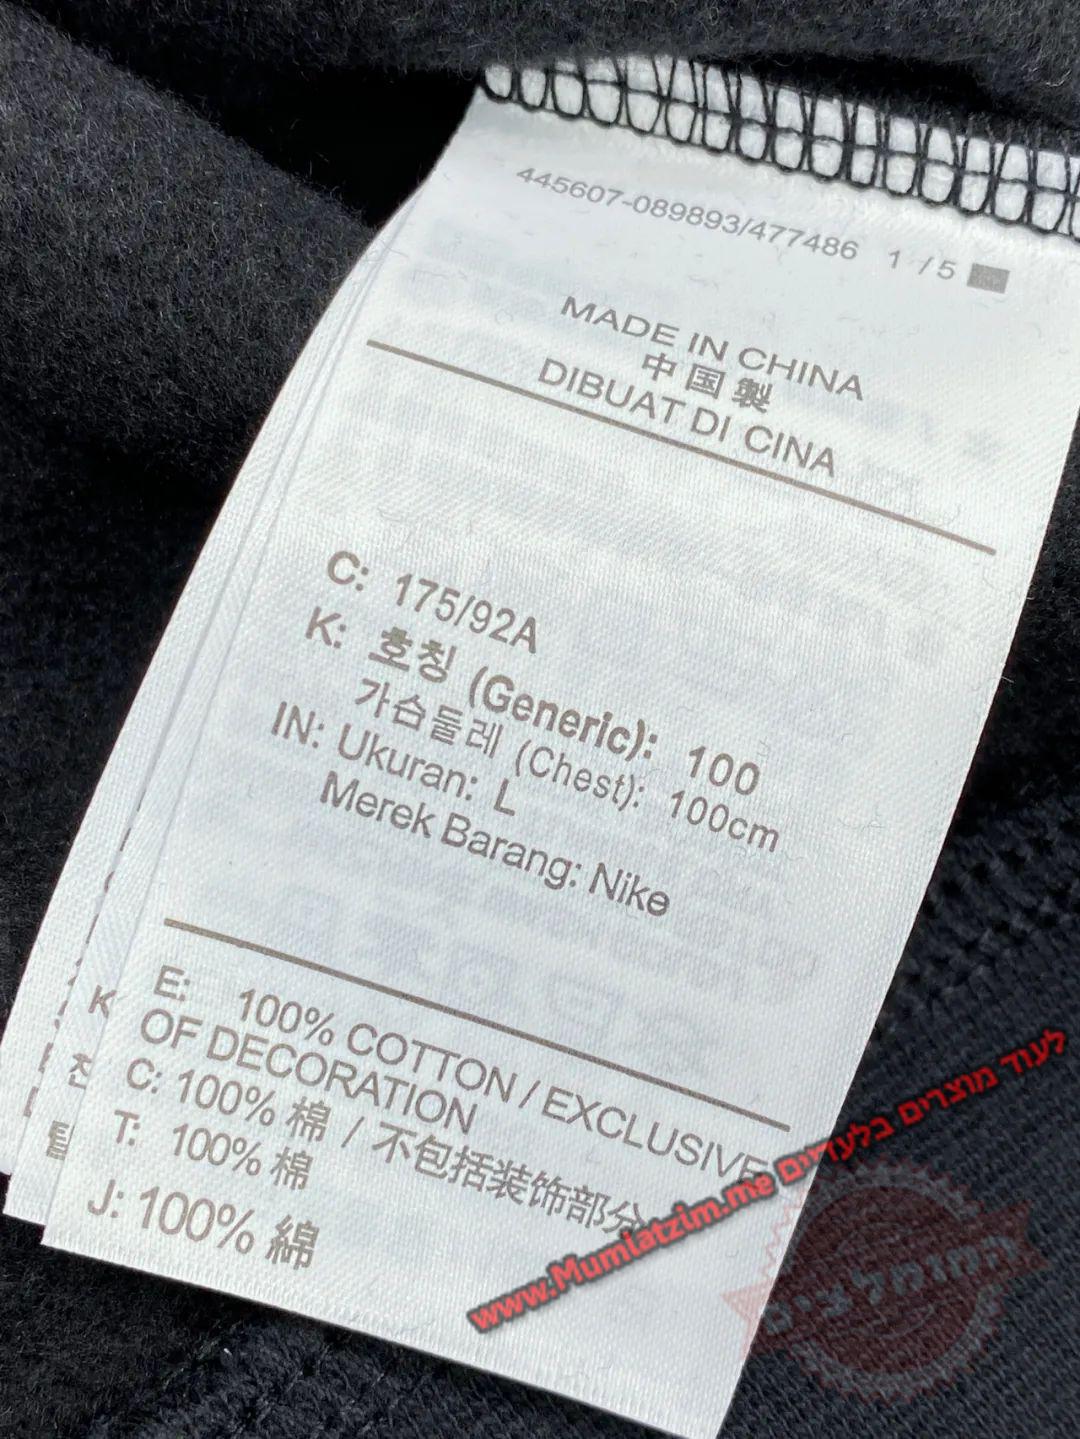 445607-089893/477486 1 / 5
MADE IN CHINA
中国製
DIBUAT DI CINA
C: 175/92A
K: 호칭 (Generic): 100
가슴둘레 (Chest): 100cm
IN: Ukuran: L
Merek Barang: Nike
E: 100% COTTON / EXCLUSIVE
OF DECORATION
C: 100% 棉 / 不包括装饰部分
T: 100% 棉
J: 100% 綿
www.Mumlatzim.me לעוד מוצרים בלעדיים
המומלצים